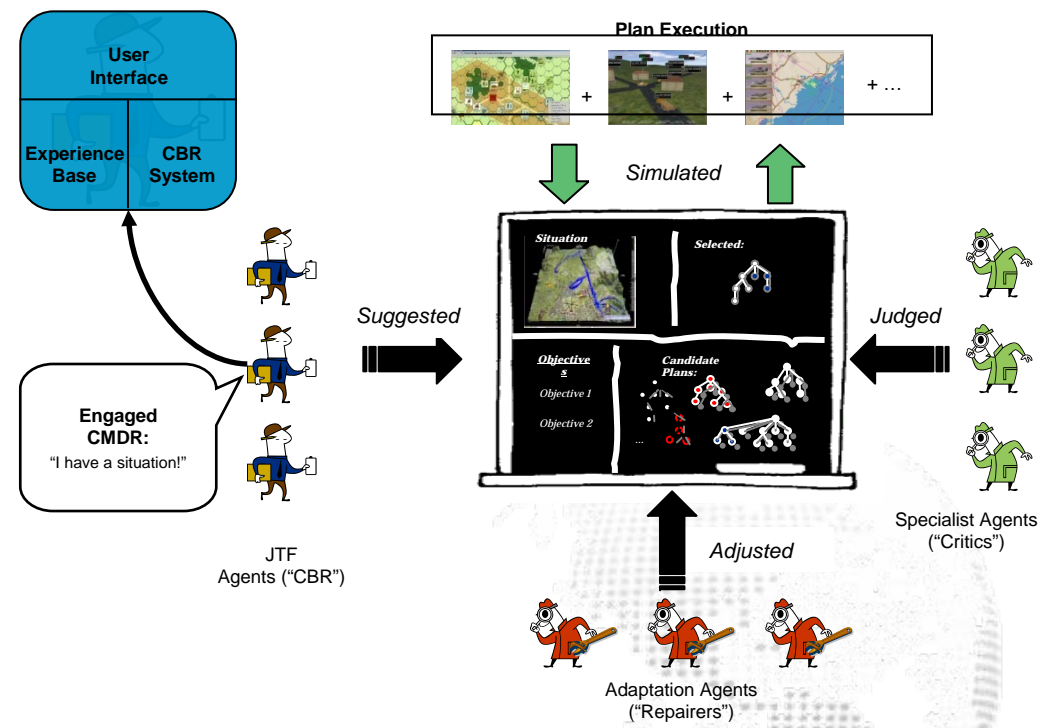 Plan Execution
User
Interface
Experience
Base
CBR
System
+
+
+ ...
Simulated
Situation
Selected:
Suggested
Judged
Objective
s
Objective 1
Objective 2
...
Candidate
Plans:
Engaged
CMDR:
“I have a situation!”
JTF
Agents (“CBR”)
Specialist Agents
(“Critics”)
Adjusted
Adaptation Agents
(“Repairers”)